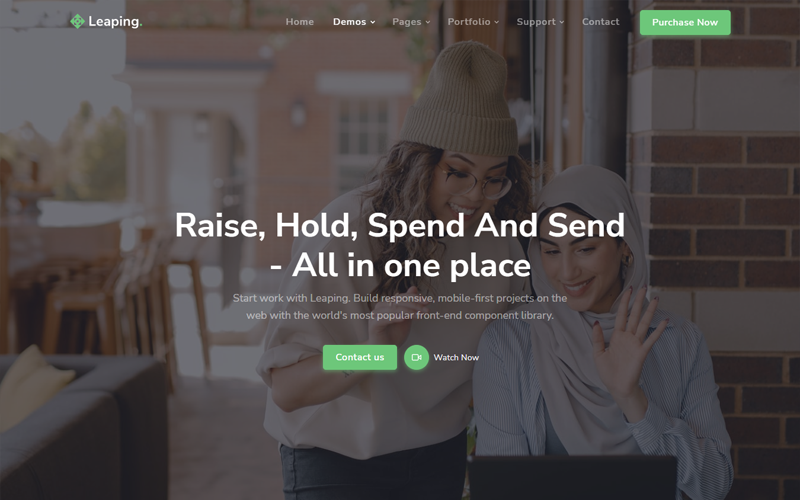 Leaping.
Home Demos Pages Portfolio Support Contact Purchase Now
Raise, Hold, Spend And Send
- All in one place
Start work with Leaping. Build responsive, mobile-first projects on the
web with the world's most popular front-end component library.
Contact us Watch Now